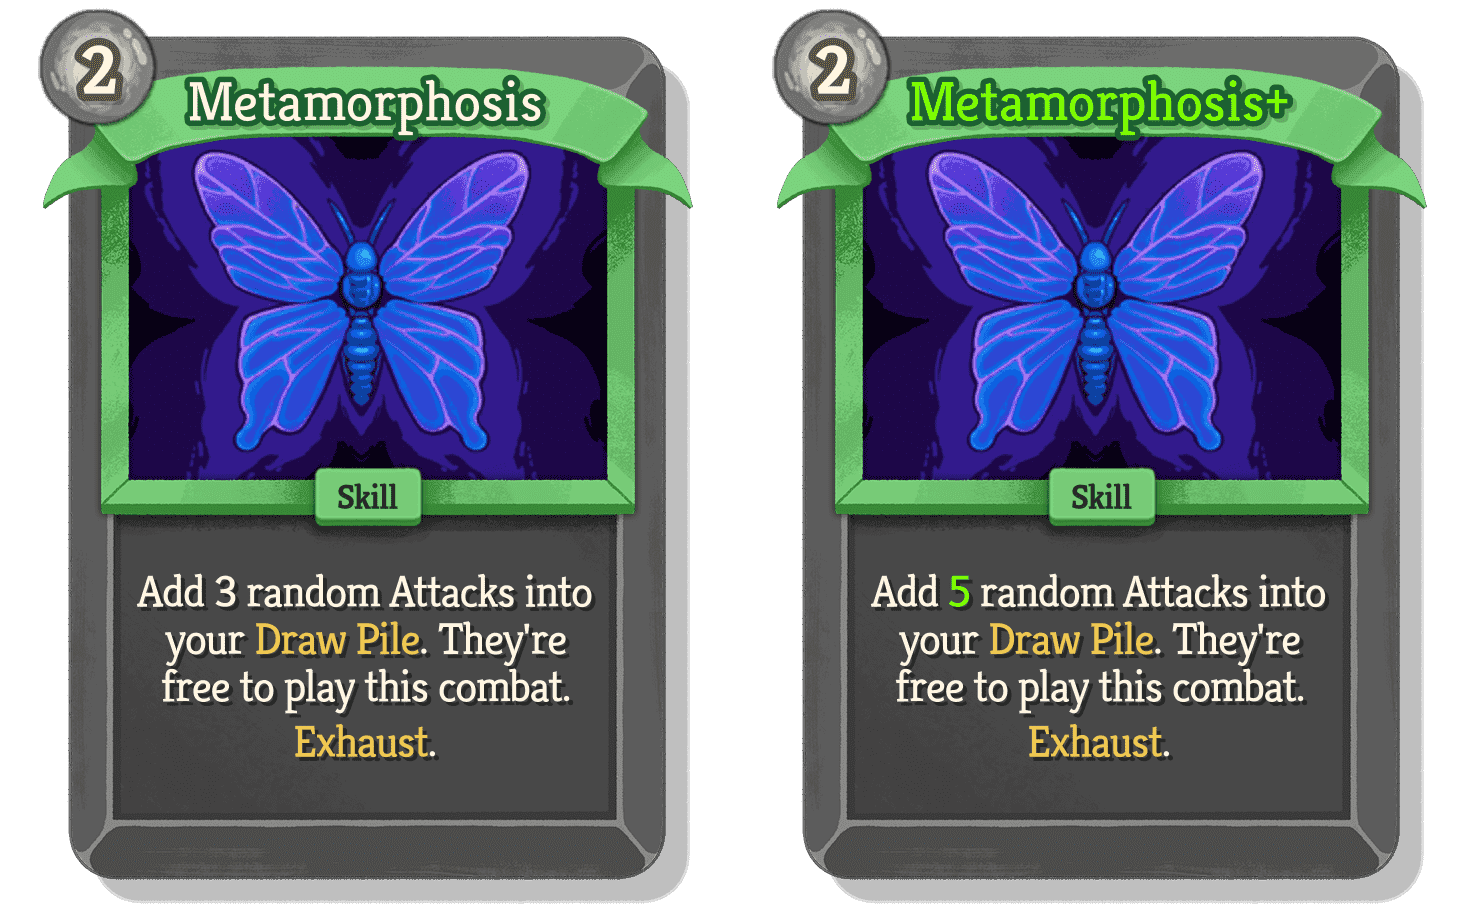 2
Metamorphosis
Skill
Add 3 random Attacks into
your Draw Pile. They're
free to play this combat.
Exhaust.
2
Metamorphosis+
Skill
Add 5 random Attacks into
your Draw Pile. They're
free to play this combat.
Exhaust.